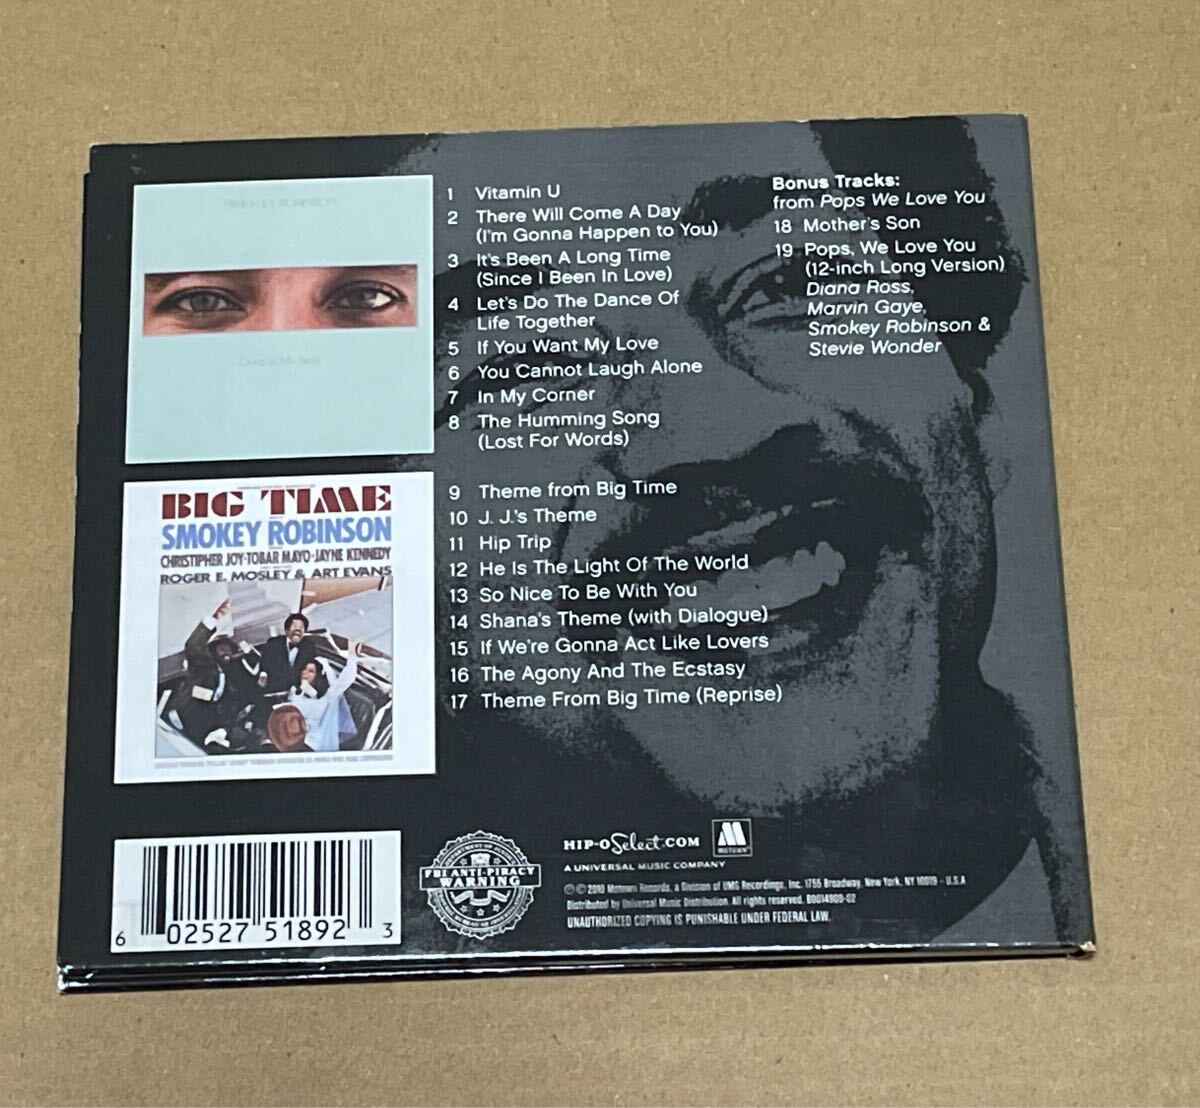 SMOKEY ROBINSON
Deep In My Soul
BIG TIME
SMOKEY ROBINSON
CHRISTOPHER JOY·TOBAR MAYO·JAYNE KENNEDY
ROGER E. MOSLEY & ART EVANS
1 Vitamin U
2 There Will Come A Day
(I'm Gonna Happen to You)
3 It's Been A Long Time
(Since I Been In Love)
4 Let's Do The Dance Of
Life Together
5 If You Want My Love
6 You Cannot Laugh Alone
7 In My Corner
8 The Humming Song
(Lost For Words)
9 Theme from Big Time
10 J. J.'s Theme
11 Hip Trip
12 He Is The Light Of The World
13 So Nice To Be With You
14 Shana's Theme (with Dialogue)
15 If We're Gonna Act Like Lovers
16 The Agony And The Ecstasy
17 Theme From Big Time (Reprise)
Bonus Tracks:
from Pops We Love You
18 Mother's Son
19 Pops, We Love You
(12-inch Long Version)
Diana Ross,
Marvin Gaye,
Smokey Robinson &
Stevie Wonder
6 02527 51892 3
FBI ANTI-PIRACY
WARNING
HIP-O Select.COM
MOTOWN
A UNIVERSAL MUSIC COMPANY
℗© 2010 Motown Records, a Division of UMG Recordings, Inc. 1755 Broadway, New York, NY 10019 - U.S.A
Distributed by Universal Music Distribution. All rights reserved. B0014909-02
UNAUTHORIZED COPYING IS PUNISHABLE UNDER FEDERAL LAW.